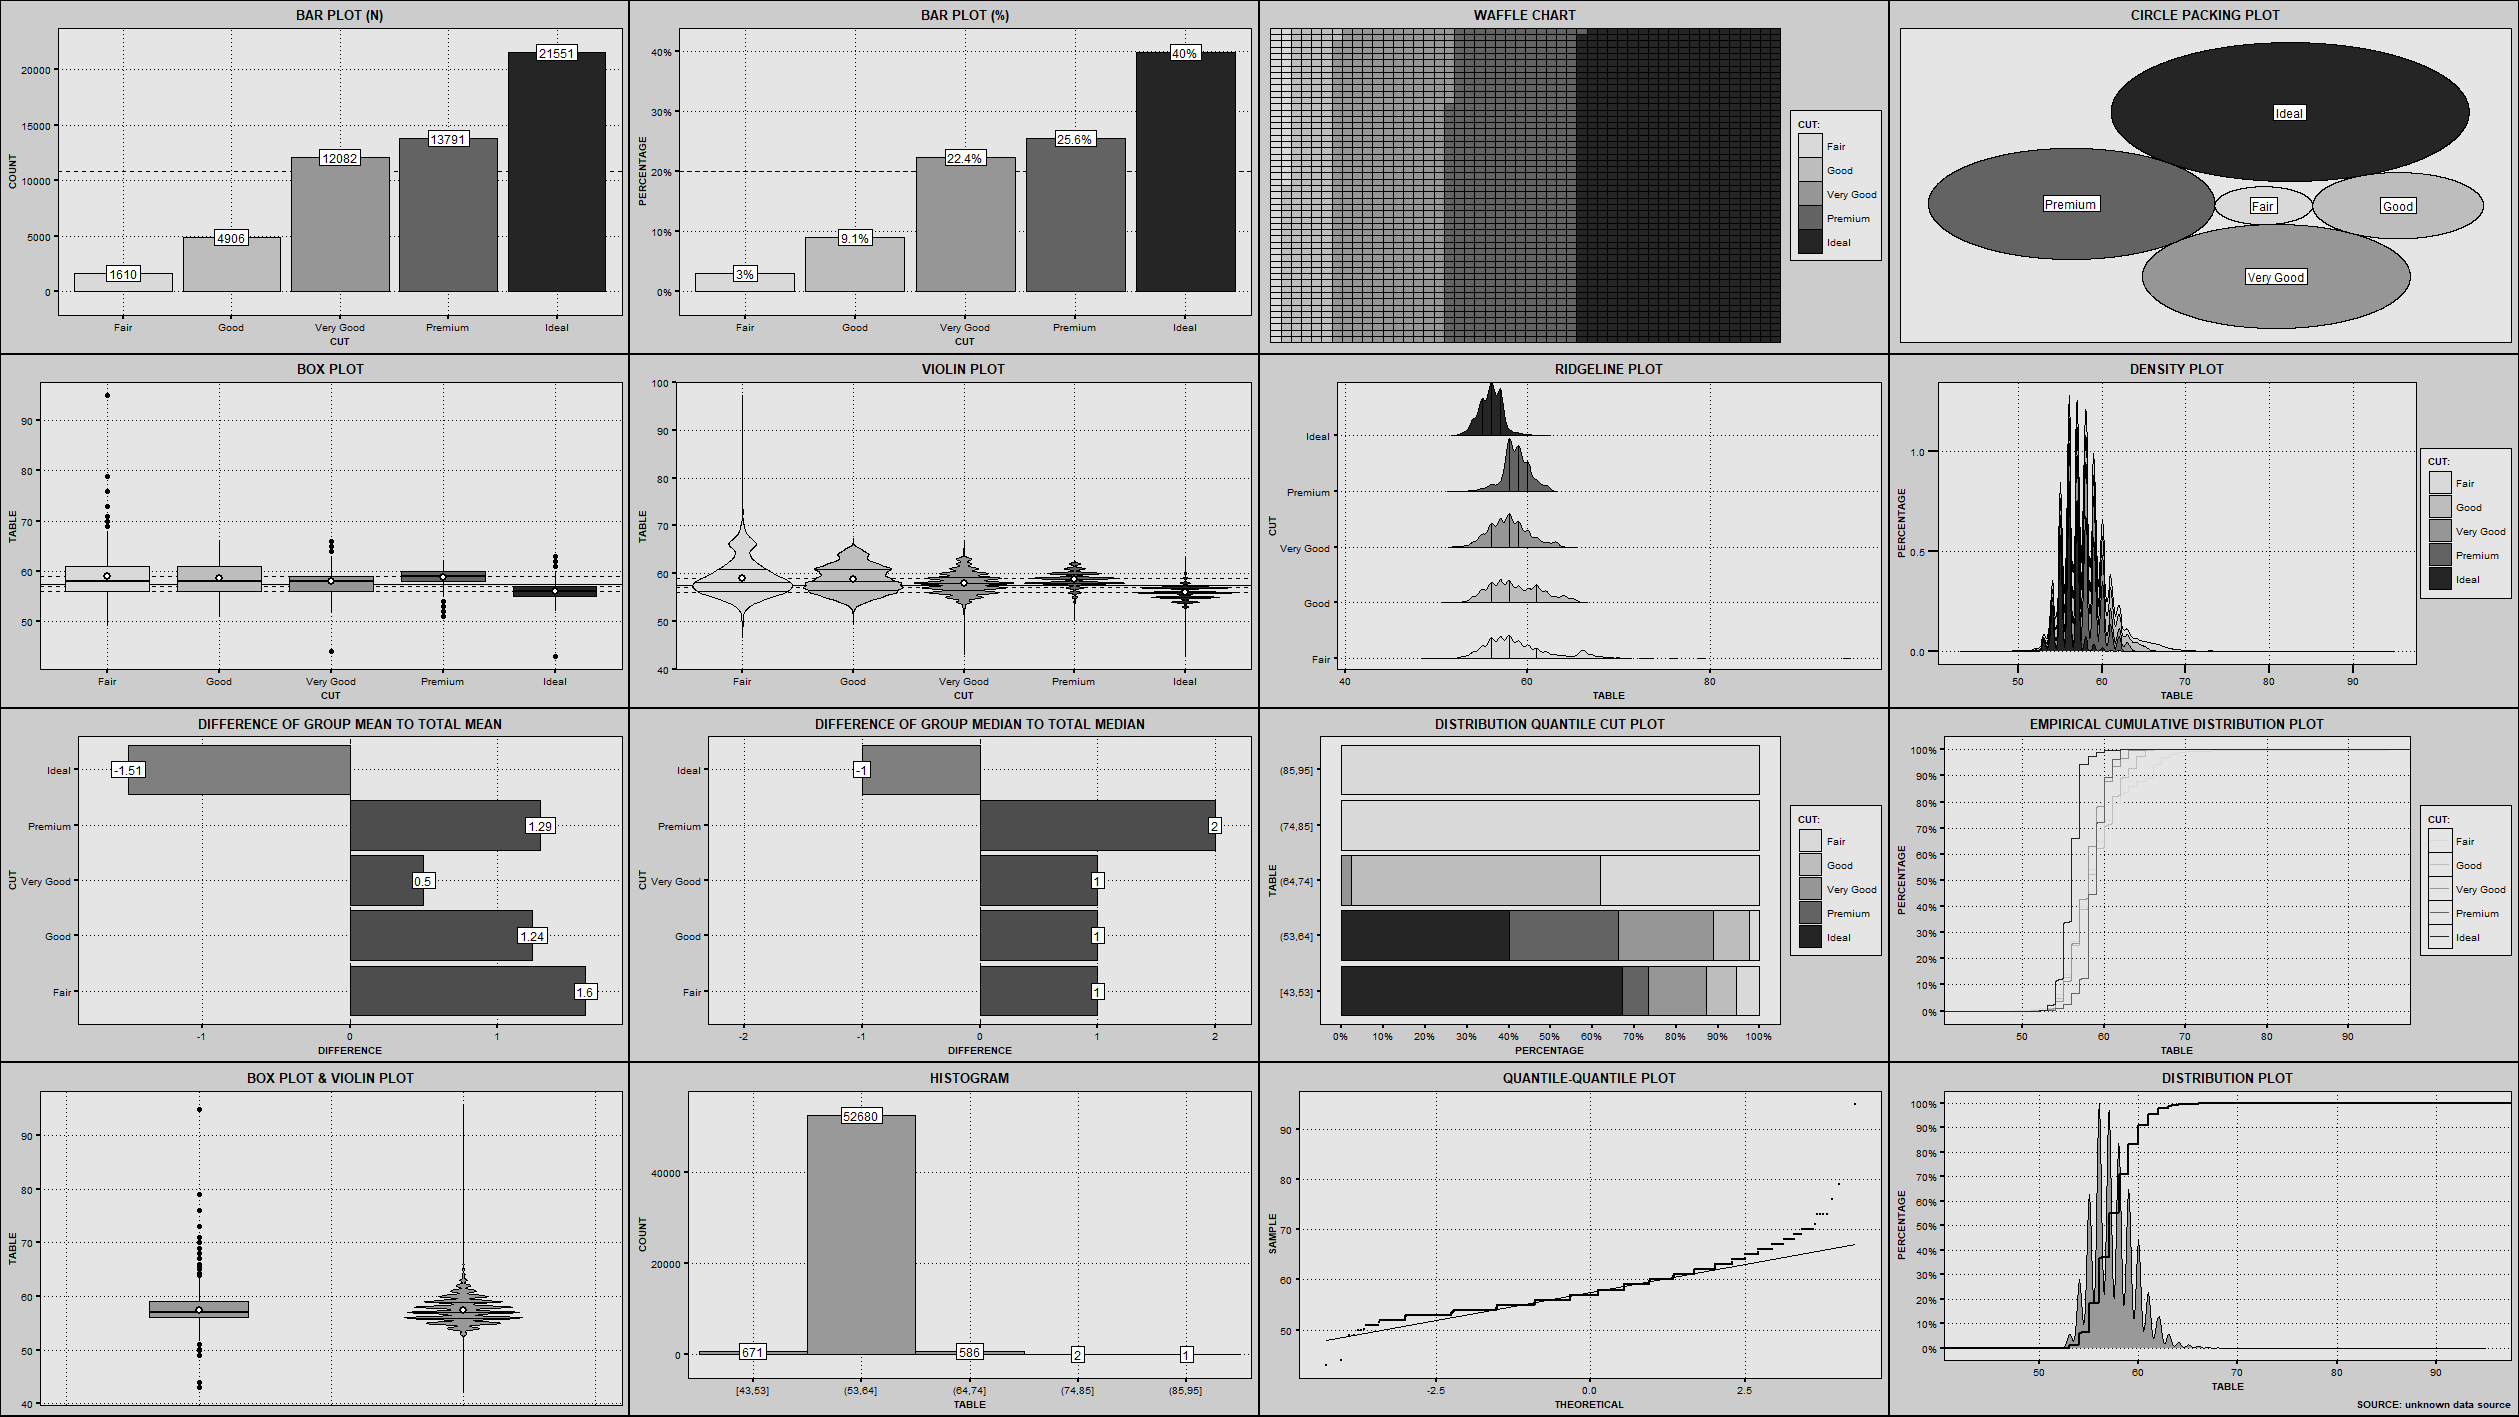 BAR PLOT (N)
COUNT
20000
15000
10000
5000
0
1610
4906
12082
13791
21551
Fair
Good
Very Good
Premium
Ideal
CUT
BAR PLOT (%)
PERCENTAGE
40%
30%
20%
10%
0%
3%
9.1%
22.4%
25.6%
40%
Fair
Good
Very Good
Premium
Ideal
CUT
WAFFLE CHART
CUT:
Fair
Good
Very Good
Premium
Ideal
CIRCLE PACKING PLOT
Ideal
Premium
Fair
Good
Very Good
BOX PLOT
TABLE
90
80
70
60
50
Fair
Good
Very Good
Premium
Ideal
CUT
VIOLIN PLOT
TABLE
100
90
80
70
60
50
40
Fair
Good
Very Good
Premium
Ideal
CUT
RIDGELINE PLOT
CUT
Ideal
Premium
Very Good
Good
Fair
40
60
80
TABLE
DENSITY PLOT
PERCENTAGE
1.0
0.5
0.0
50
60
70
80
90
TABLE
CUT:
Fair
Good
Very Good
Premium
Ideal
DIFFERENCE OF GROUP MEAN TO TOTAL MEAN
CUT
Ideal
Premium
Very Good
Good
Fair
-1.51
1.29
0.5
1.24
1.6
-1
0
1
DIFFERENCE
DIFFERENCE OF GROUP MEDIAN TO TOTAL MEDIAN
CUT
Ideal
Premium
Very Good
Good
Fair
-1
2
1
1
1
-2
-1
0
1
2
DIFFERENCE
DISTRIBUTION QUANTILE CUT PLOT
TABLE
(85,95]
(74,85]
(64,74]
(53,64]
[43,53]
0%
10%
20%
30%
40%
50%
60%
70%
80%
90%
100%
PERCENTAGE
CUT:
Fair
Good
Very Good
Premium
Ideal
EMPIRICAL CUMULATIVE DISTRIBUTION PLOT
PERCENTAGE
100%
90%
80%
70%
60%
50%
40%
30%
20%
10%
0%
50
60
70
80
90
TABLE
CUT:
Fair
Good
Very Good
Premium
Ideal
BOX PLOT & VIOLIN PLOT
TABLE
90
80
70
60
50
40
HISTOGRAM
COUNT
40000
20000
0
671
52680
586
2
1
[43,53]
(53,64]
(64,74]
(74,85]
(85,95]
TABLE
QUANTILE-QUANTILE PLOT
SAMPLE
90
80
70
60
50
-2.5
0.0
2.5
THEORETICAL
DISTRIBUTION PLOT
PERCENTAGE
100%
90%
80%
70%
60%
50%
40%
30%
20%
10%
0%
50
60
70
80
90
TABLE
SOURCE: unknown data source